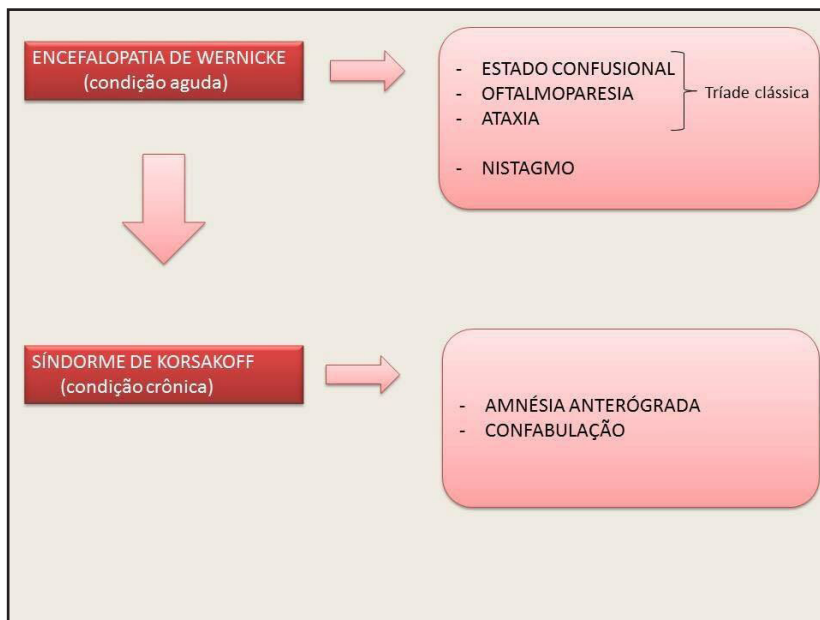 ENCEFALOPATIA DE WERNICKE
(condição aguda)
- ESTADO CONFUSIONAL
- OFTALMOPARESIA
- ATAXIA
Tríade clássica
- NISTAGMO
SÍNDORME DE KORSAKOFF
(condição crônica)
- AMNÉSIA ANTERÓGRADA
- CONFABULAÇÃO